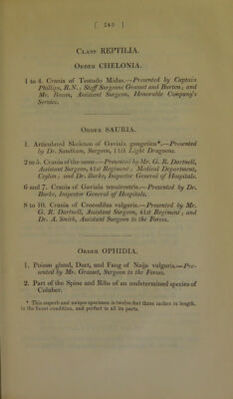 [ 240 ]
CLASS REPTILIA.
ORDER CHELONIA.
1 to 4. Crania of Testudo Midas.—Presented by Captain
Phillips, R.N.; Staff Surgeons Grasset and Burton; and
Mr. Bacon, Assistant Surgeon, Honorable Company's
Service.
ORDER SAURIA.
1. Articulated Skeleton of Gavialis gangeticus*.—Presented
by Dr. Sandham, Surgeon, 11th Light Dragoons.
2 to 5. Crania of the same.—Presented by Mr. G. R. Dartnell,
Assistant Surgeon, 41st Regiment; Medical Department,
Ceylon; and Dr. Burke, Inspector General of Hospitals.
6 and 7. Crania of Gavialis tenuirostris.—Presented by Dr.
Burke, Inspector General of Hospitals.
8 to 10. Crania of Crocodilus vulgaris.—Presented by Mr.
G. R. Dartnell, Assistant Surgeon, 41st Regiment; and
Dr. A. Smith, Assistant Surgeon to the Forces.
ORDER OPHIDIA.
1. Poison gland, Duct, and Fang of Naija vulgaris.—Pre-
sented by Mr. Grasset, Surgeon to the Forces.
2. Part of the Spine and Ribs of an undetermined species of
Coluber.
* This superb and unique specimen is twelve feet three inches in length,
in the finest condition, and perfect in all its parts.